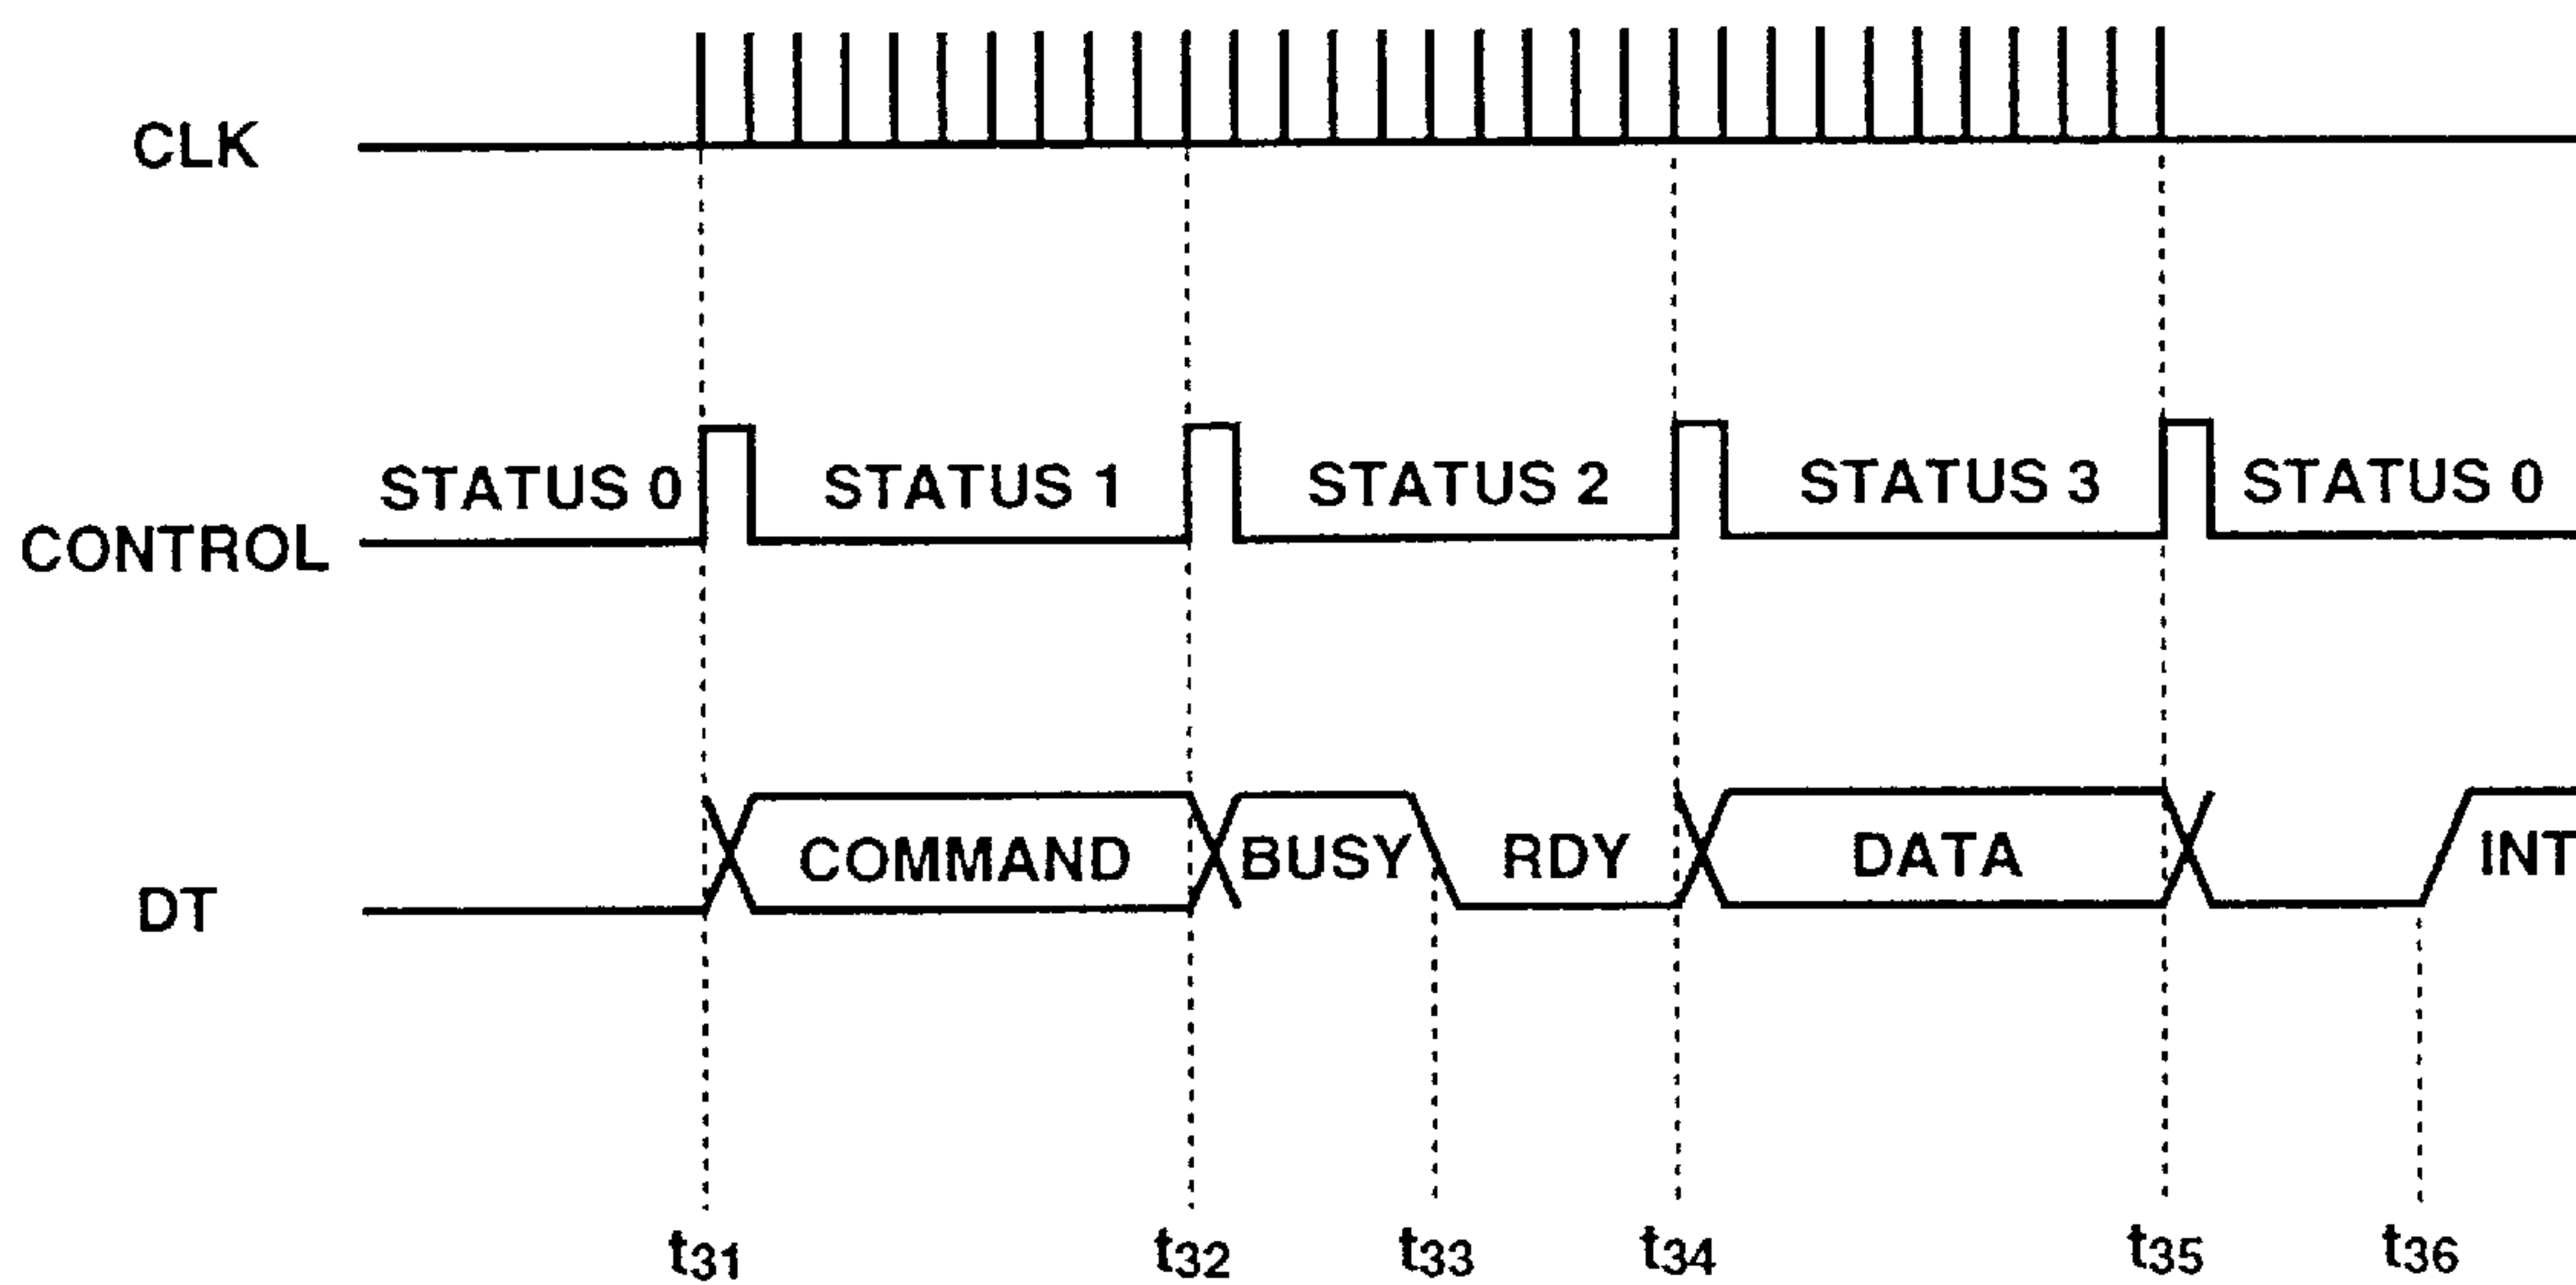 CLK
STATUS 0 STATUS 1 STATUS 2 STATUS 3 STATUS 0
CONTROL
COMMAND BUSY RDY DATA INT
DT
t31 t32 t33 t34 t35 t36